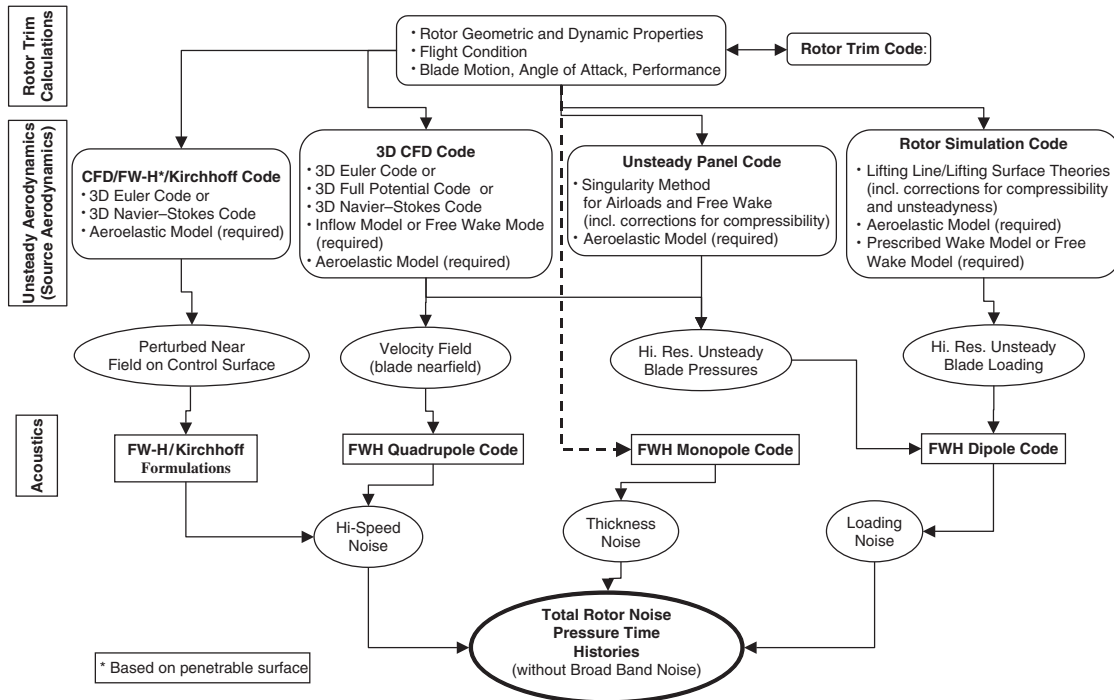 Rotor Trim
Calculations
• Rotor Geometric and Dynamic Properties
• Flight Condition
• Blade Motion, Angle of Attack, Performance
Rotor Trim Code:
Unsteady Aerodynamics
(Source Aerodynamics)
CFD/FW-H*/Kirchhoff Code
• 3D Euler Code or
• 3D Navier–Stokes Code
• Aeroelastic Model (required)
3D CFD Code
• 3D Euler Code or
• 3D Full Potential Code or
• 3D Navier–Stokes Code
• Inflow Model or Free Wake Mode
(required)
• Aeroelastic Model (required)
Unsteady Panel Code
• Singularity Method
for Airloads and Free Wake
(incl. corrections for compressibility)
• Aeroelastic Model (required)
Rotor Simulation Code
• Lifting Line/Lifting Surface Theories
(incl. corrections for compressibility
and unsteadyness)
• Aeroelastic Model (required)
• Prescribed Wake Model or Free
Wake Model (required)
Perturbed Near
Field on Control Surface
Velocity Field
(blade nearfield)
Hi. Res. Unsteady
Blade Pressures
Hi. Res. Unsteady
Blade Loading
Acoustics
FW-H/Kirchhoff
Formulations
FWH Quadrupole Code
FWH Monopole Code
FWH Dipole Code
Hi-Speed
Noise
Thickness
Noise
Loading
Noise
Total Rotor Noise
Pressure Time
Histories
(without Broad Band Noise)
* Based on penetrable surface